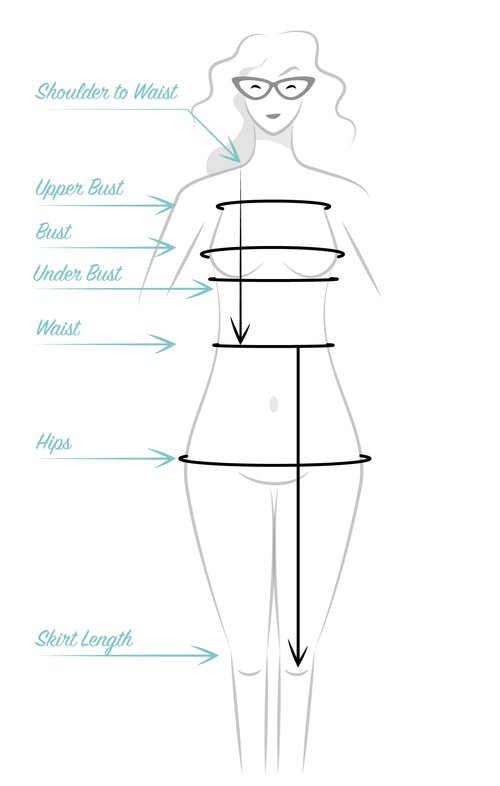 Shoulder to Waist
Upper Bust
Bust
Under Bust
Waist
Hips
Skirt Length